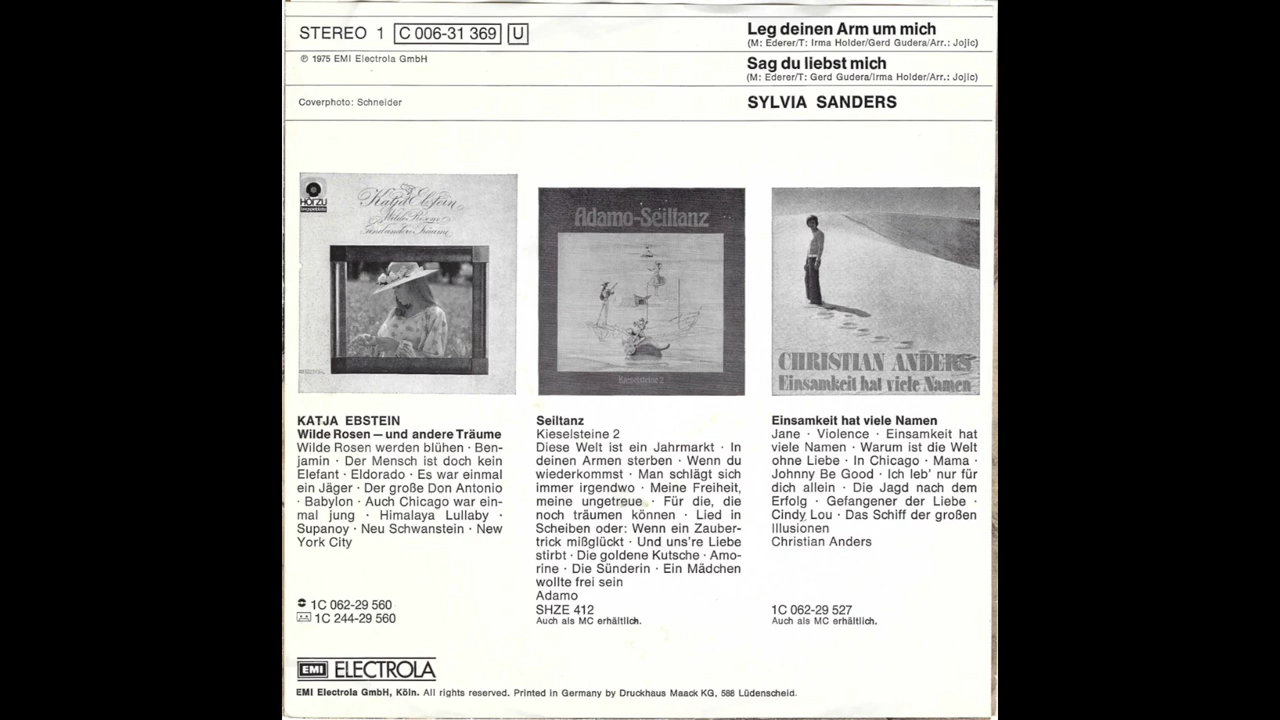 STEREO 1 C 006-31 369 U
℗ 1975 EMI Electrola GmbH
Coverphoto: Schneider
Leg deinen Arm um mich
(M: Ederer/T: Irma Holder/Gerd Gudera/Arr.: Jojic)
Sag du liebst mich
(M: Ederer/T: Gerd Gudera/Irma Holder/Arr.: Jojic)
SYLVIA SANDERS
HÖRZU
Katja Ebstein
Wilde Rosen
und andere Träume
KATJA EBSTEIN
Wilde Rosen – und andere Träume
Wilde Rosen werden blühen · Ben-
jamin · Der Mensch ist doch kein
Elefant · Eldorado · Es war einmal
ein Jäger · Der große Don Antonio
· Babylon · Auch Chicago war ein-
mal jung · Himalaya Lullaby ·
Supanoy · Neu Schwanstein · New
York City
1C 062-29 560
1C 244-29 560
Adamo-Seiltanz
Kieselsteine 2
Seiltanz
Kieselsteine 2
Diese Welt ist ein Jahrmarkt · In
deinen Armen sterben · Wenn du
wiederkommst · Man schlägt sich
immer irgendwo · Meine Freiheit,
meine ungetreue · Für die, die
noch träumen können · Lied in
Scheiben oder: Wenn ein Zauber-
trick mißglückt · Und uns're Liebe
stirbt · Die goldene Kutsche · Amo-
rine · Die Sünderin · Ein Mädchen
wollte frei sein
Adamo
SHZE 412
Auch als MC erhältlich.
CHRISTIAN ANDERS
Einsamkeit hat viele Namen
Einsamkeit hat viele Namen
Jane · Violence · Einsamkeit hat
viele Namen · Warum ist die Welt
ohne Liebe · In Chicago · Mama ·
Johnny Be Good · Ich leb' nur für
dich allein · Die Jagd nach dem
Erfolg · Gefangener der Liebe ·
Cindy Lou · Das Schiff der großen
Illusionen
Christian Anders
1C 062-29 527
Auch als MC erhältlich.
EMI ELECTROLA
EMI Electrola GmbH, Köln. All rights reserved. Printed in Germany by Druckhaus Maack KG, 588 Lüdenscheid.